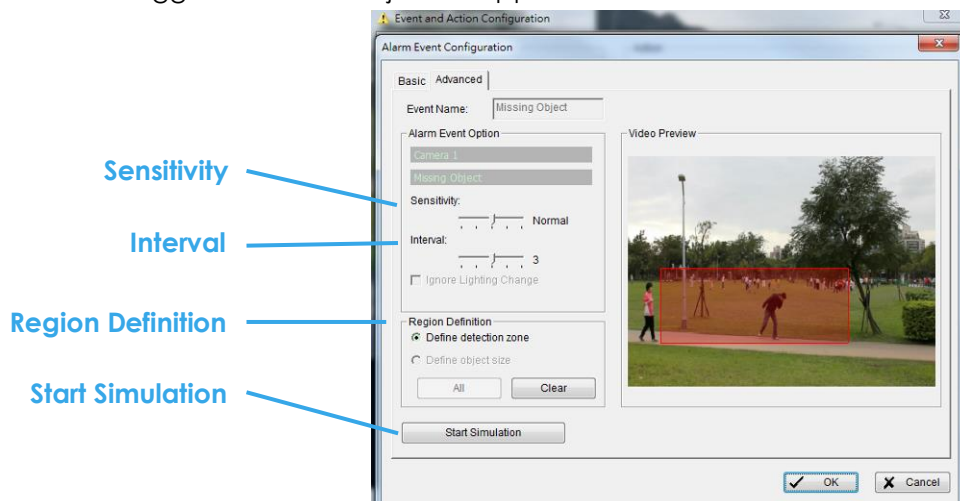 Event and Action Configuration
Alarm Event Configuration
Basic Advanced
Event Name: Missing Object
Alarm Event Option
Camera 1
Missing Object
Sensitivity:
Normal
Interval:
3
Ignore Lighting Change
Region Definition
Define detection zone
Define object size
All Clear
Start Simulation
Video Preview
OK Cancel
Sensitivity
Interval
Region Definition
Start Simulation